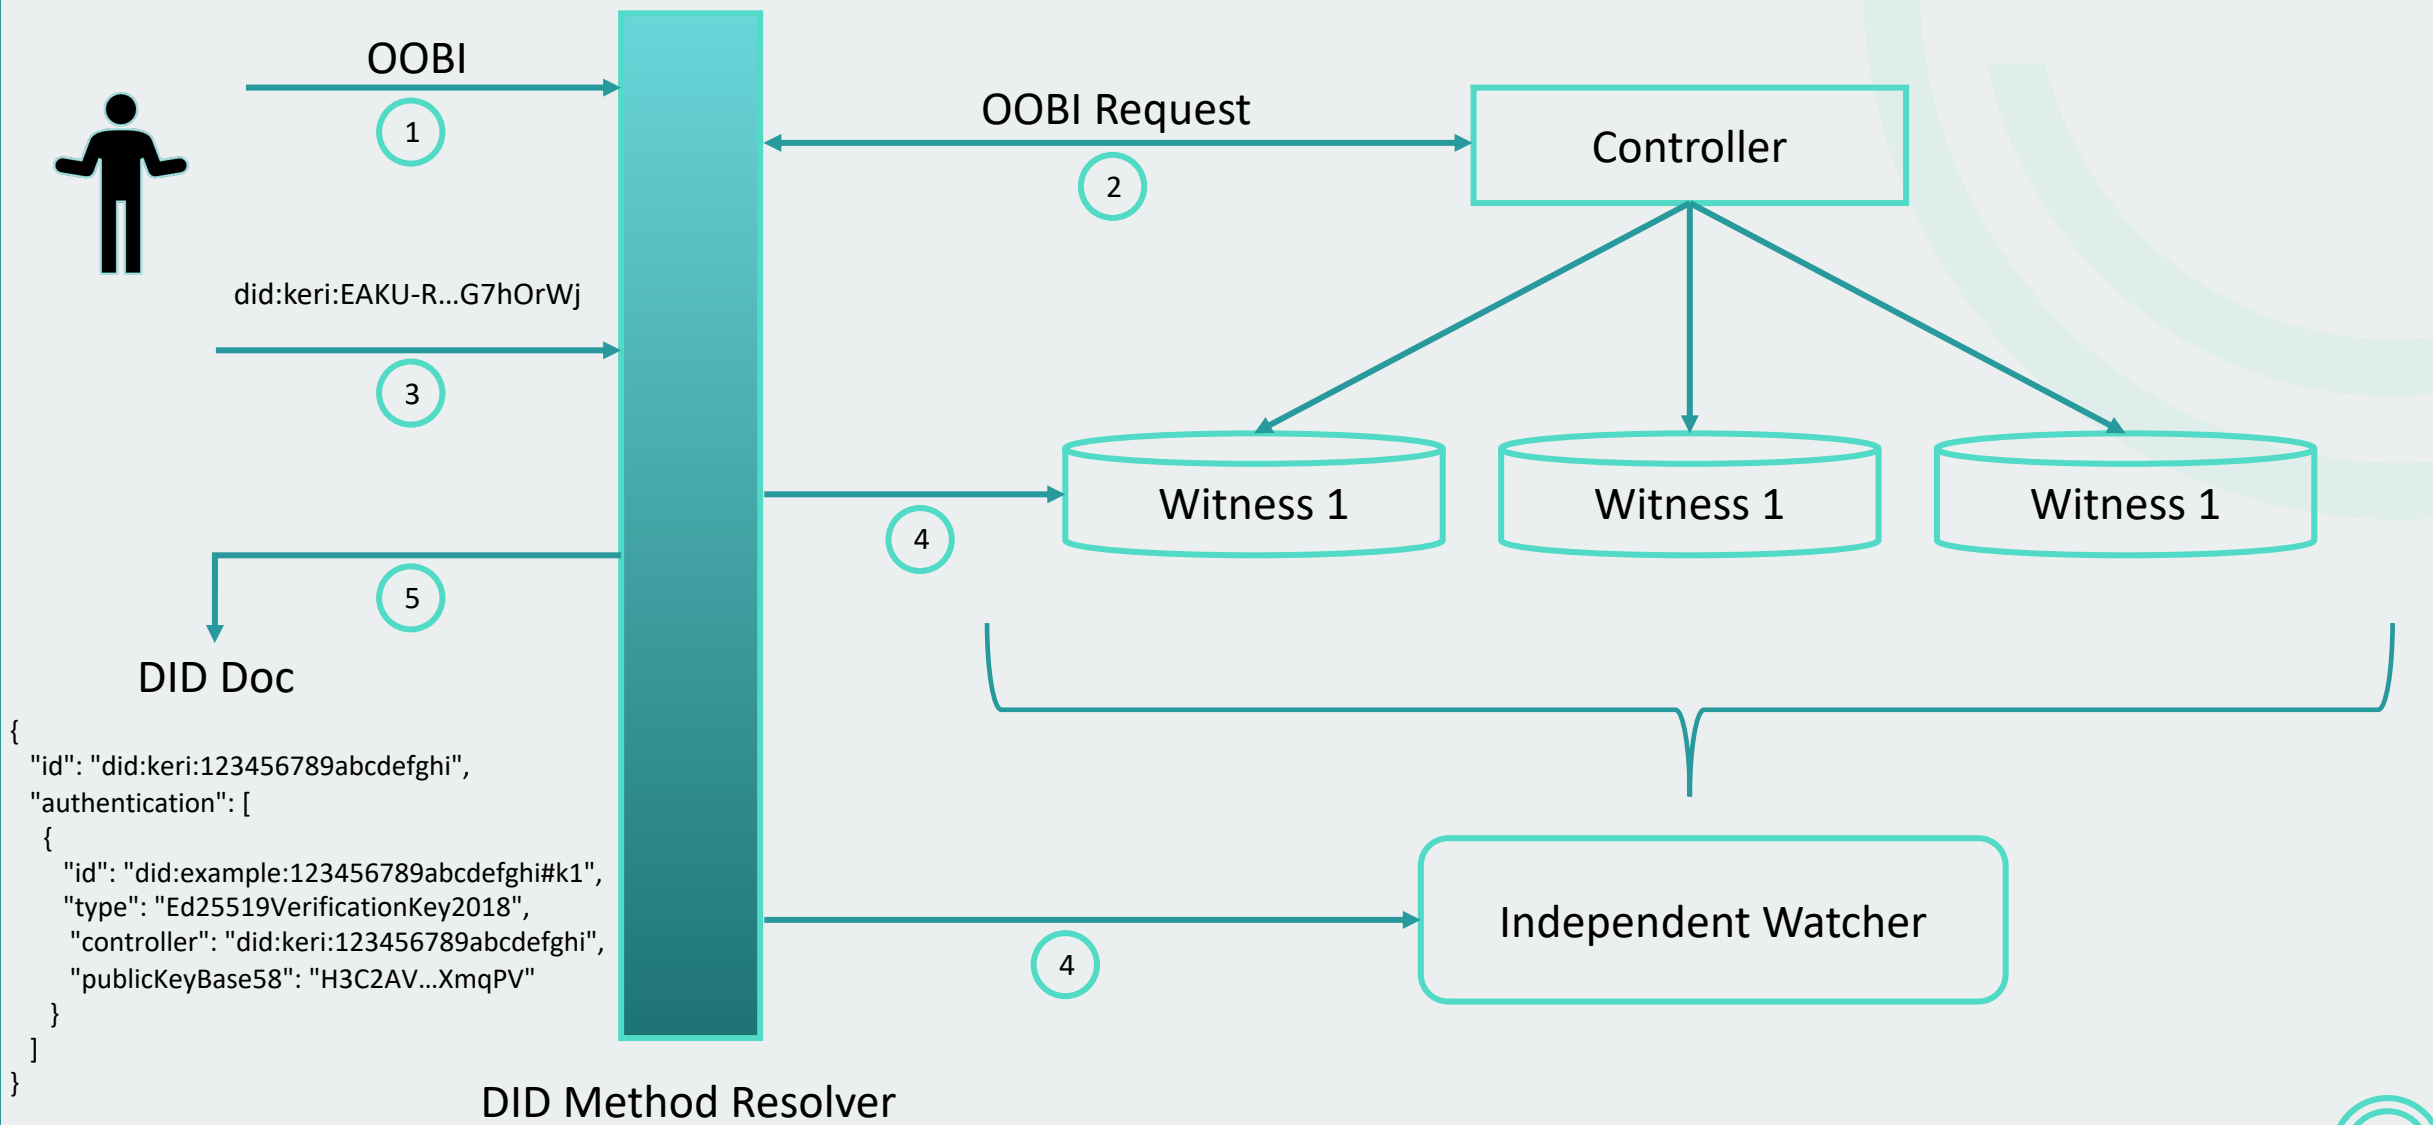 OOBI
1
OOBI Request
2
Controller
did:keri:EAKU-R...G7hOrWj
3
4
Witness 1
Witness 1
Witness 1
5
DID Doc
{
"id": "did:keri:123456789abcdefghi",
"authentication": [
{
"id": "did:example:123456789abcdefghi#k1",
"type": "Ed25519VerificationKey2018",
"controller": "did:keri:123456789abcdefghi",
"publicKeyBase58": "H3C2AV...XmqPV"
}
]
}
Independent Watcher
4
DID Method Resolver